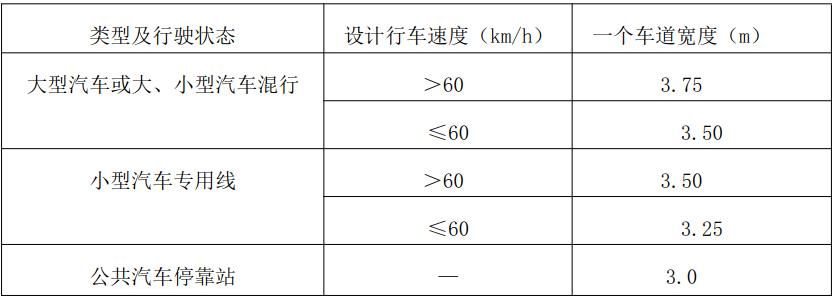 类型及行驶状态 设计行车速度（km/h） 一个车道宽度（m）
大型汽车或大、小型汽车混行 >60 3.75
≤60 3.50
小型汽车专用线 >60 3.50
≤60 3.25
公共汽车停靠站 — 3.0